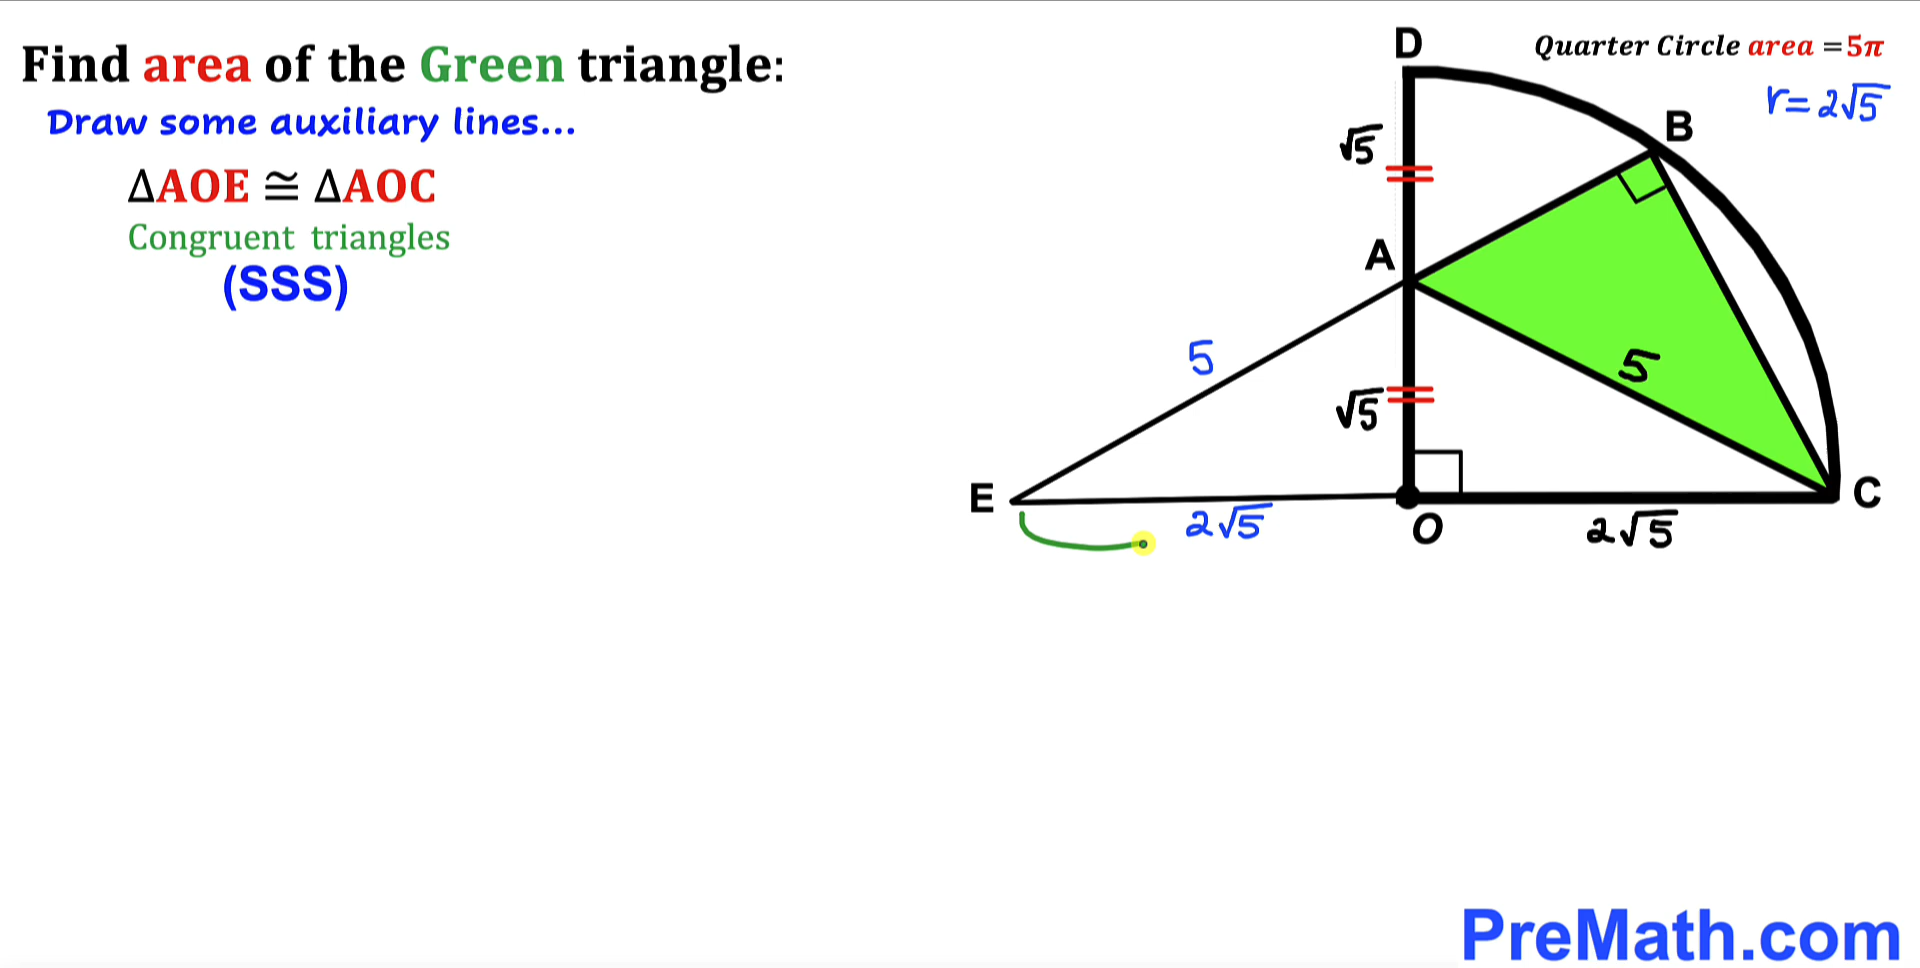 Find area of the Green triangle:
Draw some auxiliary lines...
ΔAOE ≅ ΔAOC
Congruent triangles
(SSS)
D
Quarter Circle area = 5π
r = 2√5
B
√5
A
5
5
√5
E
C
2√5
O
2√5
PreMath.com